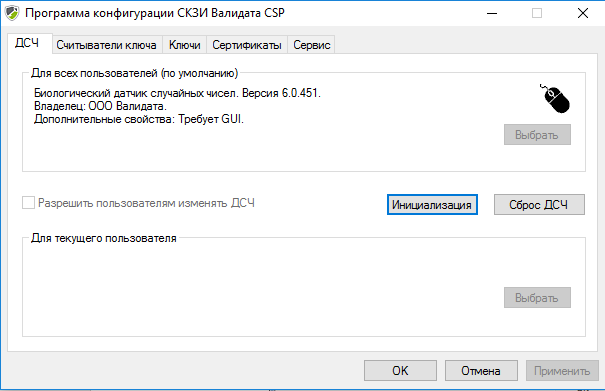 Программа конфигурации СКЗИ Валидата CSP
ДСЧ Считыватели ключа Ключи Сертификаты Сервис
Для всех пользователей (по умолчанию)
Биологический датчик случайных чисел. Версия 6.0.451.
Владелец: ООО Валидата.
Дополнительные свойства: Требует GUI.
Выбрать
Разрешить пользователям изменять ДСЧ
Инициализация
Сброс ДСЧ
Для текущего пользователя
Выбрать
OK
Отмена
Применить